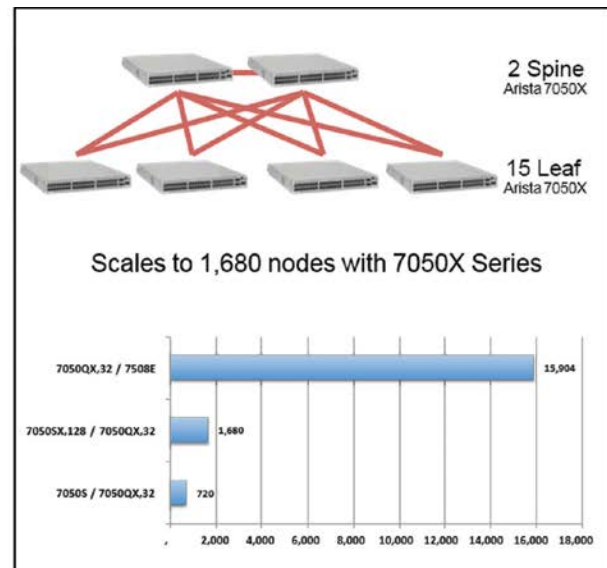 2 Spine
Arista 7050X
15 Leaf
Arista 7050X
Scales to 1,680 nodes with 7050X Series
7050QX,32 / 7508E
15,904
7050SX,128 / 7050QX,32
1,680
7050S / 7050QX,32
720
, 2,000 4,000 6,000 8,000 10,000 12,000 14,000 16,000 18,000